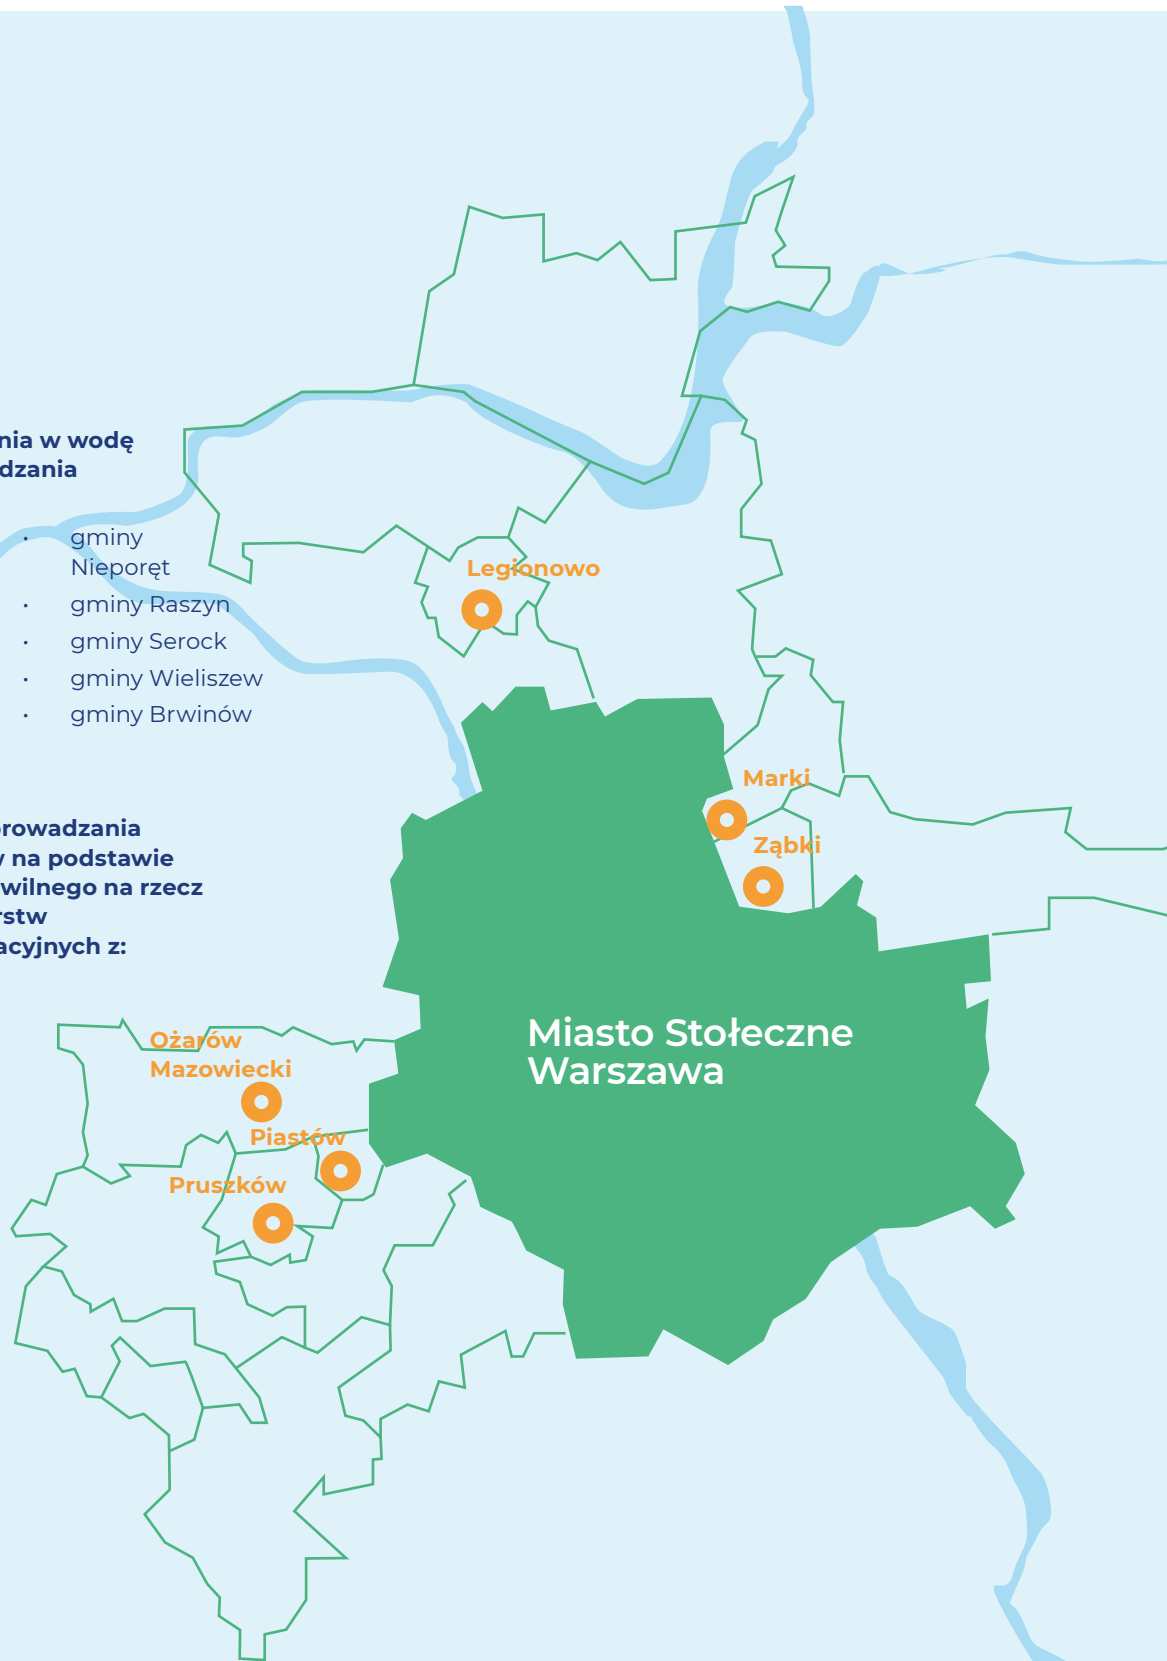 nia w wodę
dzania
· gminy
Nieporęt
· gminy Raszyn
· gminy Serock
· gminy Wieliszew
· gminy Brwinów
prowadzania
w na podstawie
wilnego na rzecz
rstw
acyjnych z:
Legionowo
Marki
Ząbki
Miasto Stołeczne
Warszawa
Ożarów
Mazowiecki
Piastów
Pruszków